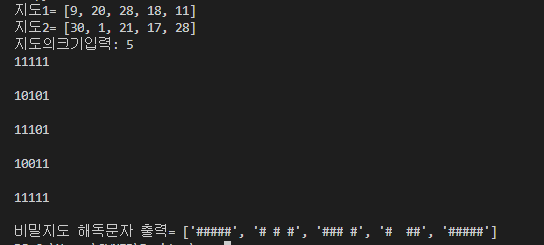 지도1= [9, 20, 28, 18, 11]
지도2= [30, 1, 21, 17, 28]
지도의크기입력: 5
11111
10101
11101
10011
11111
비밀지도 해독문자 출력= ['#####', '# # #', '### #', '#  ##', '#####']